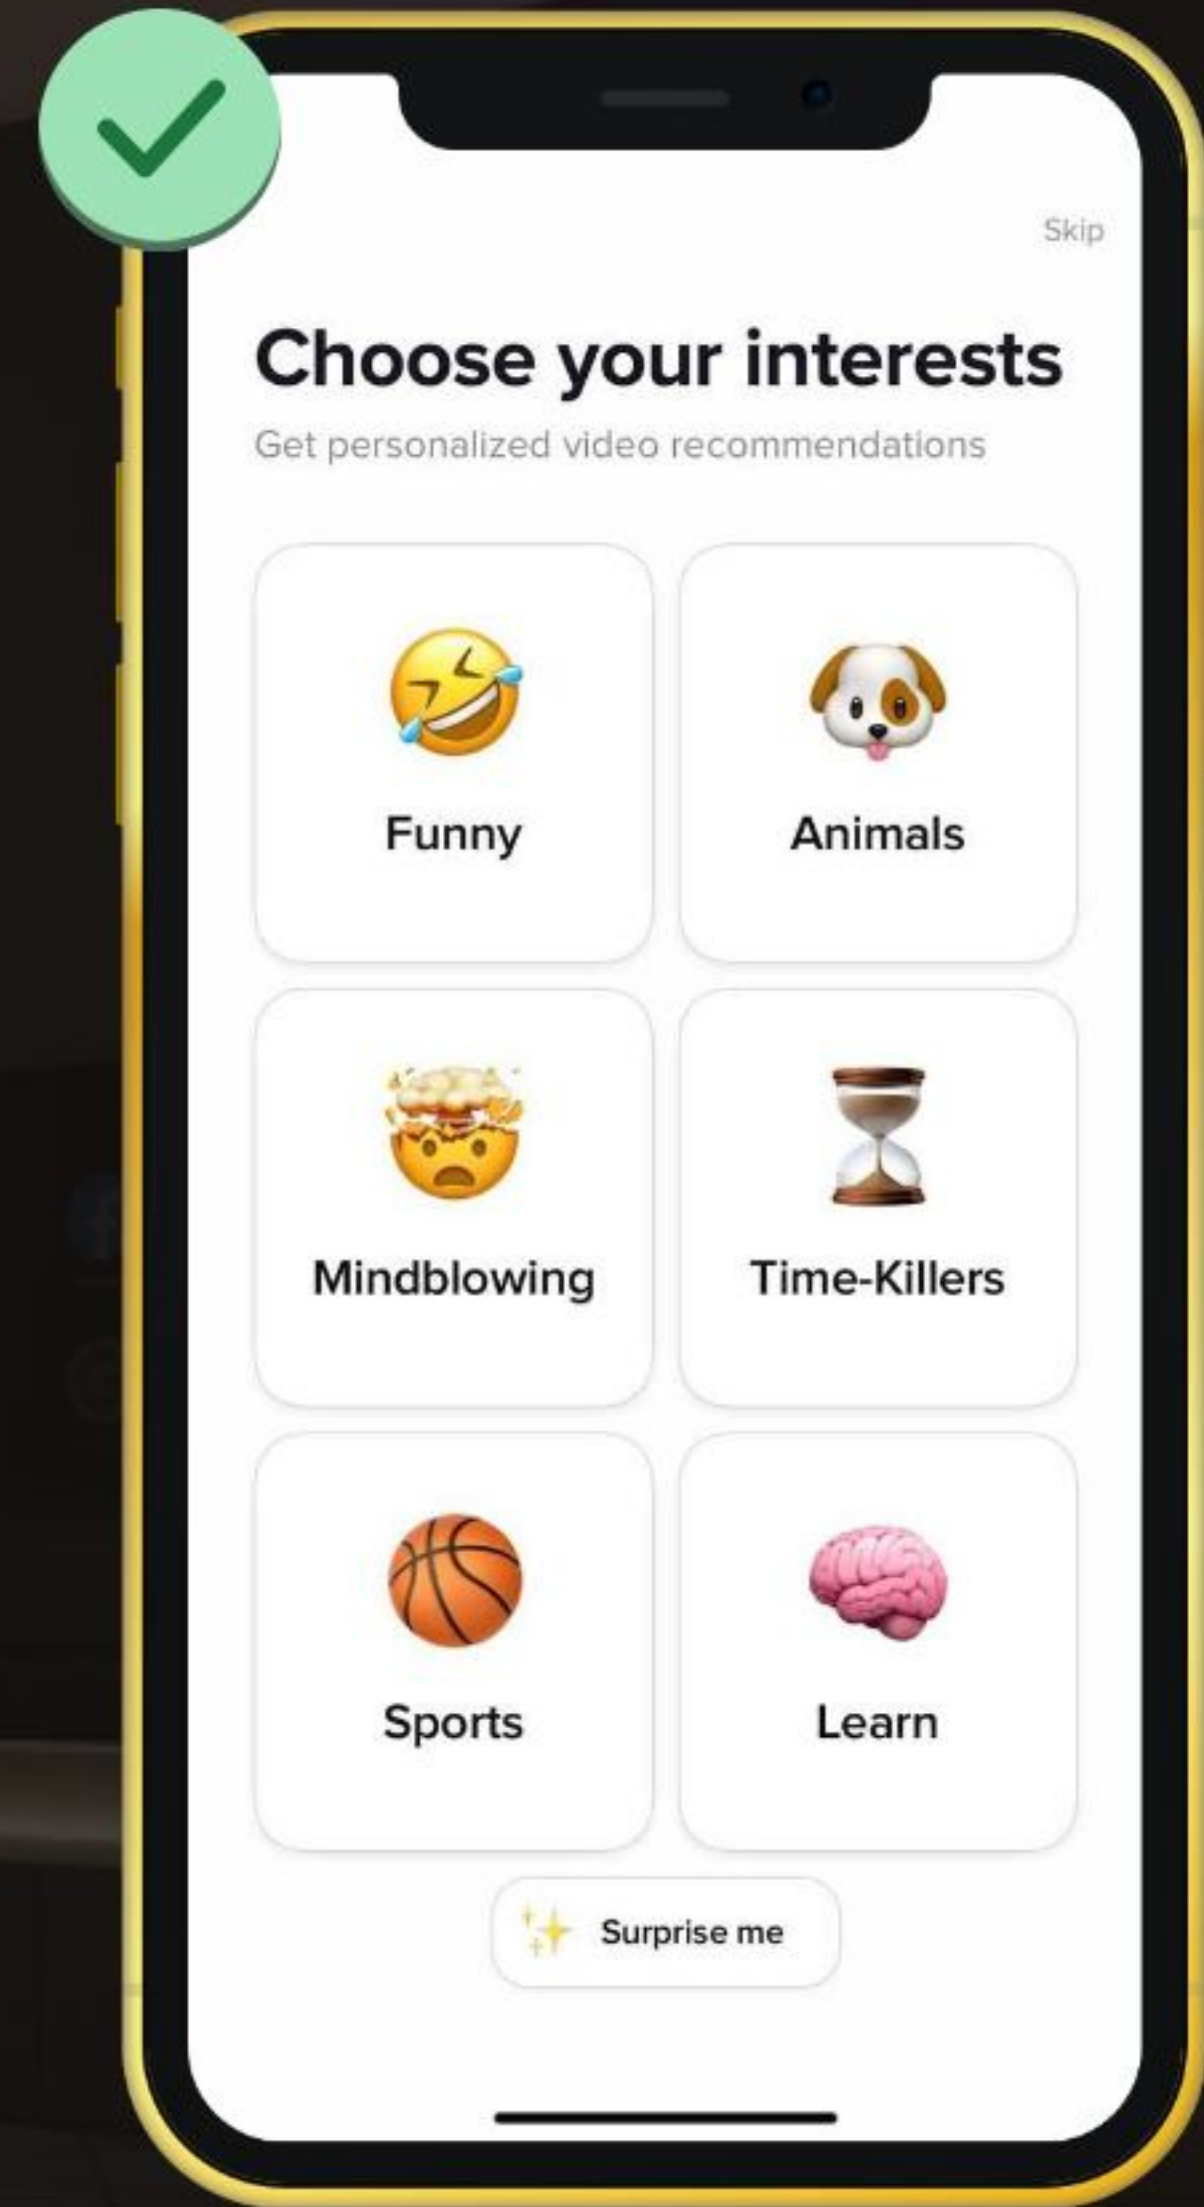 Skip
Choose your interests
Get personalized video recommendations
Funny
Animals
Mindblowing
Time-Killers
Sports
Learn
Surprise me